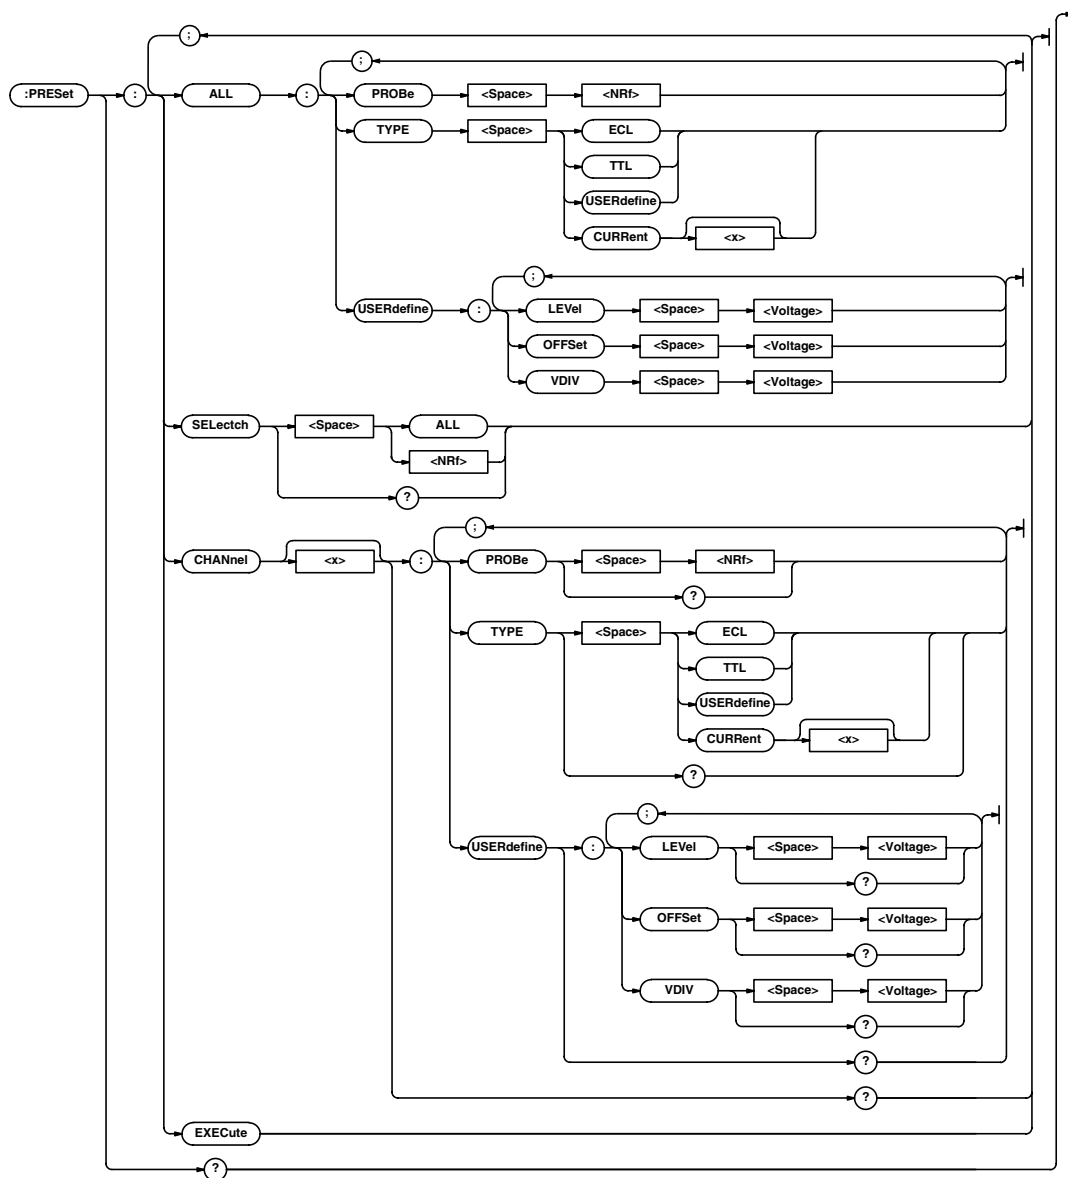 ;
;
:PRESet : ALL : PROBe <Space> <NRf>
TYPE <Space> ECL
TTL
USERdefine
CURRent <x>
;
USERdefine : LEVel <Space> <Voltage>
OFFSet <Space> <Voltage>
VDIV <Space> <Voltage>
SELectch <Space> ALL
<NRf>
?
;
CHANnel <x> : PROBe <Space> <NRf>
?
TYPE <Space> ECL
TTL
USERdefine
CURRent <x>
?
;
USERdefine : LEVel <Space> <Voltage>
?
OFFSet <Space> <Voltage>
?
VDIV <Space> <Voltage>
?
?
?
EXECute
?